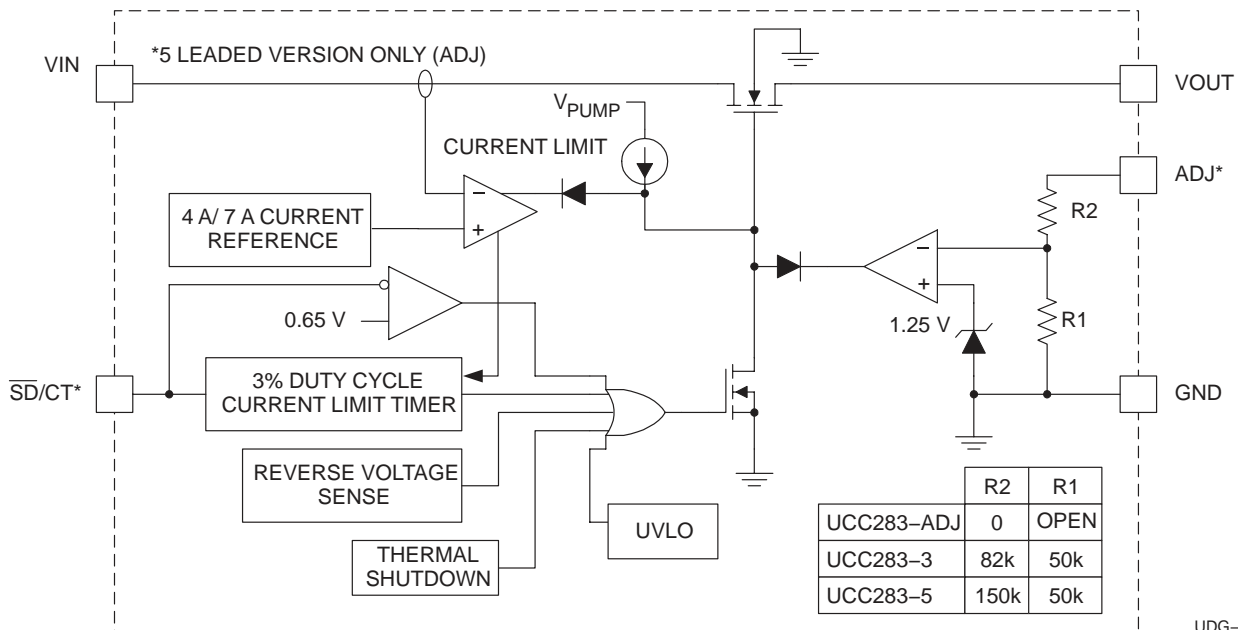 *5 LEADED VERSION ONLY (ADJ)
VIN
VOUT
VPUMP
CURRENT LIMIT
ADJ*
R2
−
+
4 A/ 7 A CURRENT
REFERENCE
−
+
0.65 V
1.25 V
R1
SD/CT*
3% DUTY CYCLE
CURRENT LIMIT TIMER
GND
REVERSE VOLTAGE
SENSE
UVLO
THERMAL
SHUTDOWN
R2 R1
UCC283−ADJ 0 OPEN
UCC283−3 82k 50k
UCC283−5 150k 50k
UDG−